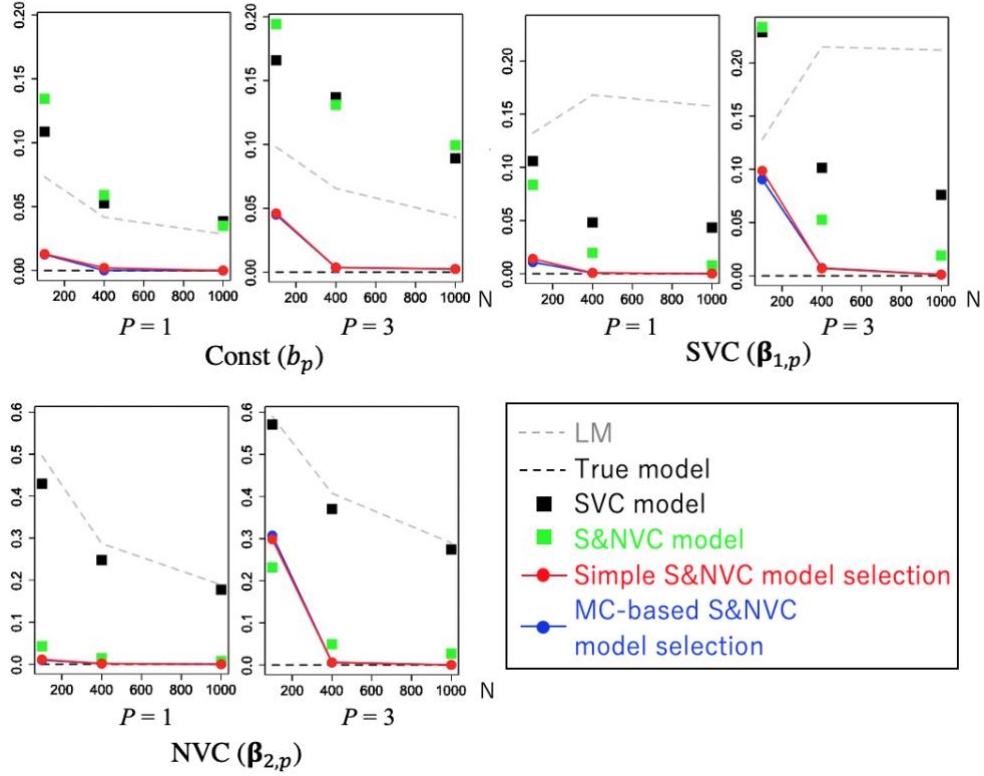 0.00 0.05 0.10 0.15 0.20
200 400 600 800 1000
P = 1
0.00 0.05 0.10 0.15 0.20
200 400 600 800 1000 N
P = 3
Const (bₚ)
0.00 0.05 0.10 0.15 0.20
200 400 600 800 1000
P = 1
0.00 0.05 0.10 0.15 0.20
200 400 600 800 1000 N
P = 3
SVC (β₁,ₚ)
0.0 0.1 0.2 0.3 0.4 0.5 0.6
200 400 600 800 1000
P = 1
0.0 0.1 0.2 0.3 0.4 0.5 0.6
200 400 600 800 1000 N
P = 3
NVC (β₂,ₚ)
LM
True model
SVC model
S&NVC model
Simple S&NVC model selection
MC-based S&NVC
model selection